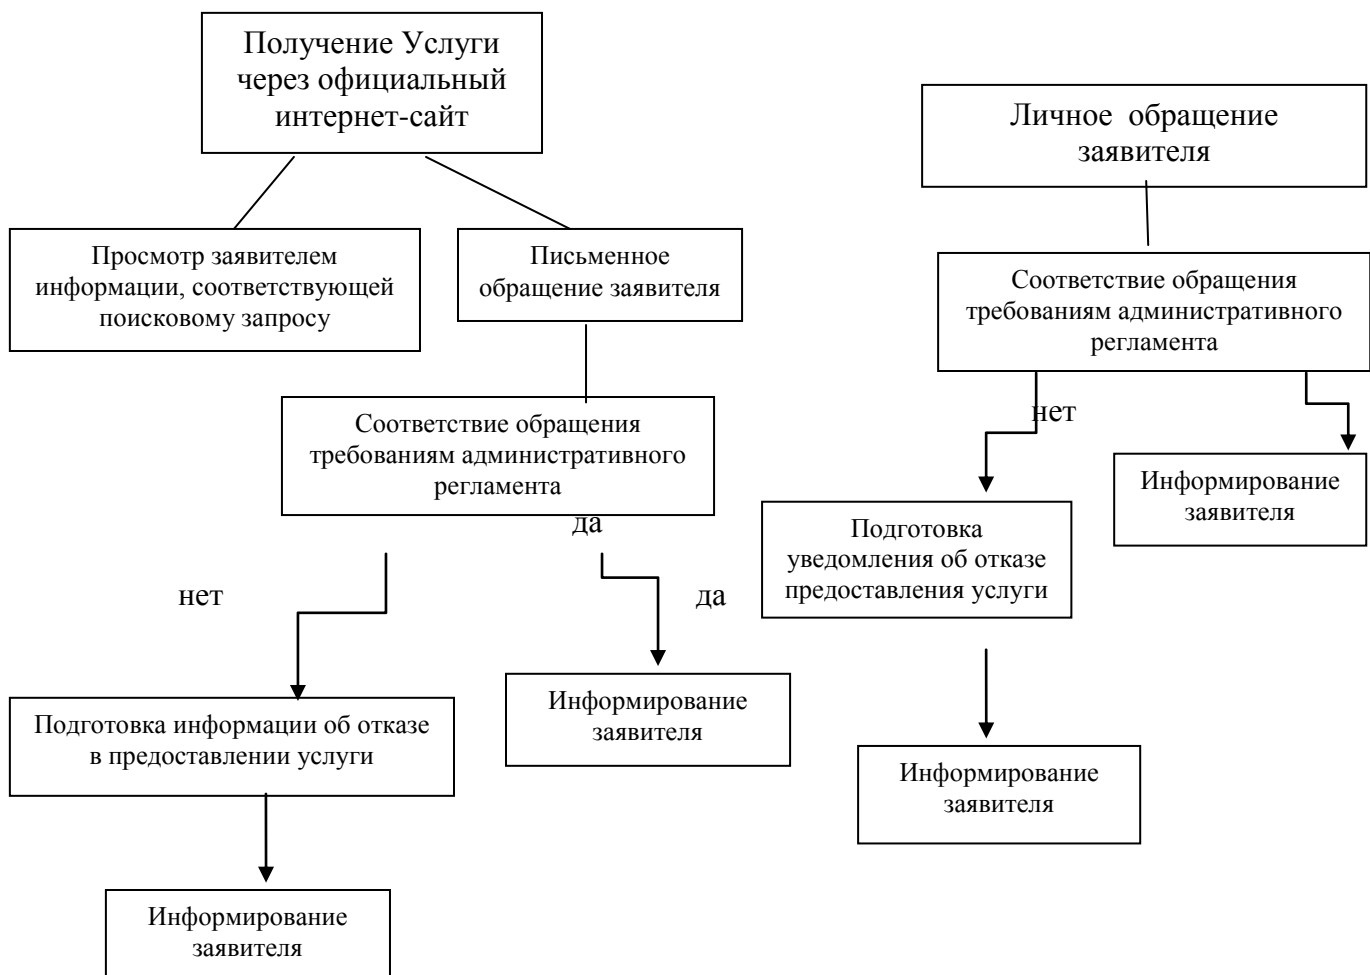 Получение Услуги
через официальный
интернет-сайт
Личное обращение
заявителя
Просмотр заявителем
информации, соответствующей
поисковому запросу
Письменное
обращение заявителя
Соответствие обращения
требованиям административного
регламента
Соответствие обращения
требованиям административного
регламента
нет
Информирование
заявителя
да
Подготовка
уведомления об отказе
предоставления услуги
нет
да
Информирование
заявителя
Подготовка информации об отказе
в предоставлении услуги
Информирование
заявителя
Информирование
заявителя